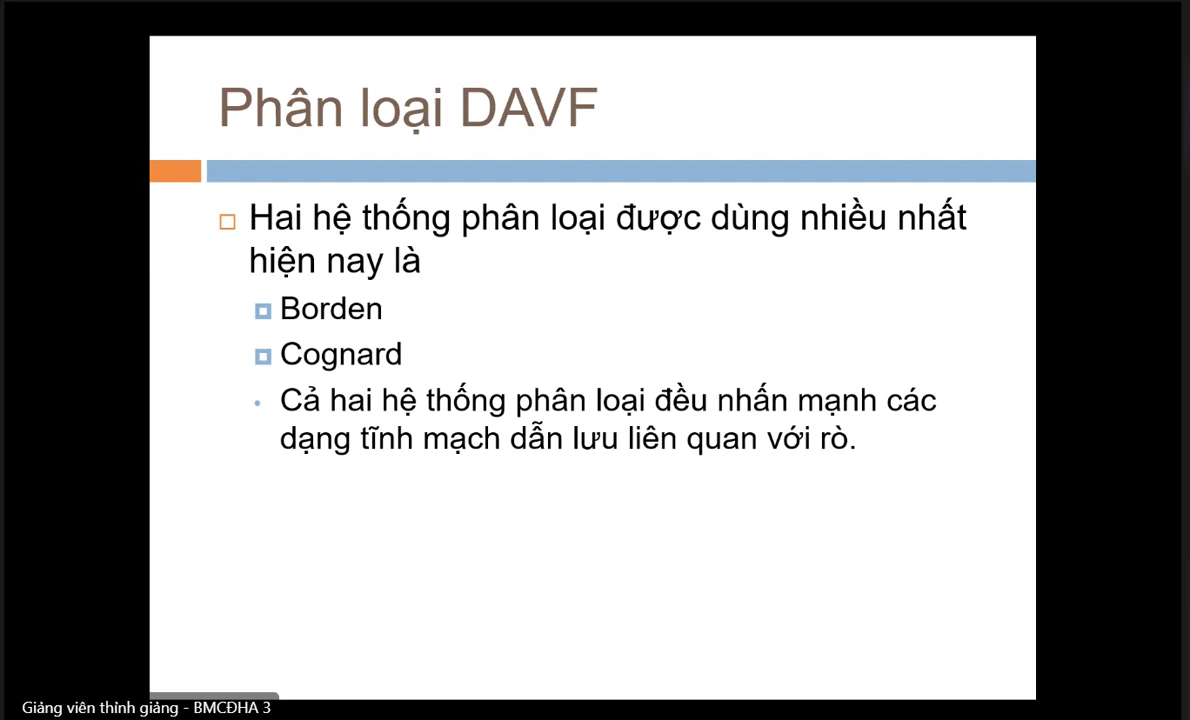 Phân loại DAVF
Hai hệ thống phân loại được dùng nhiều nhất
hiện nay là
Borden
Cognard
Cả hai hệ thống phân loại đều nhấn mạnh các
dạng tĩnh mạch dẫn lưu liên quan với rò.
Giảng viên thỉnh giảng - BMCĐHA 3